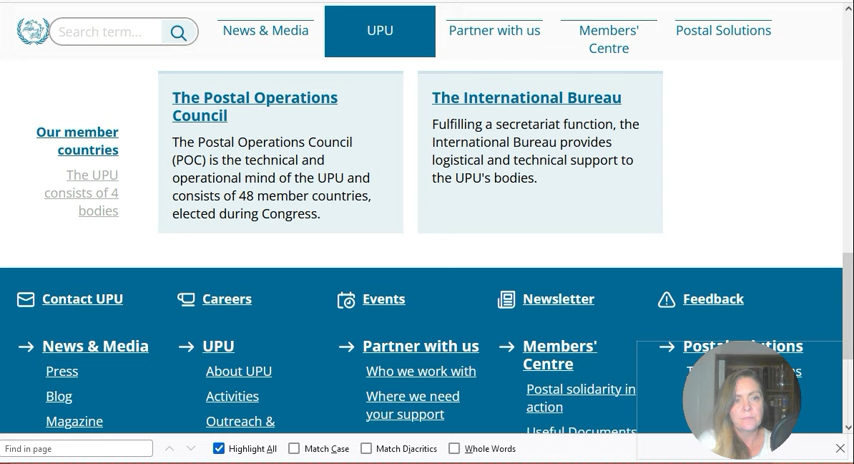 Search term...
News & Media
UPU
Partner with us
Members'
Centre
Postal Solutions
Our member
countries
The UPU
consists of 4
bodies
The Postal Operations
Council
The Postal Operations Council
(POC) is the technical and
operational mind of the UPU and
consists of 48 member countries,
elected during Congress.
The International Bureau
Fulfilling a secretariat function, the
International Bureau provides
logistical and technical support to
the UPU's bodies.
Contact UPU
Careers
Events
Newsletter
Feedback
News & Media
Press
Blog
Magazine
UPU
About UPU
Activities
Outreach &
Partner with us
Who we work with
Where we need
your support
Members'
Centre
Postal solidarity in
action
Useful Documents
Find in page
Highlight All
Match Case
Match Diacritics
Whole Words